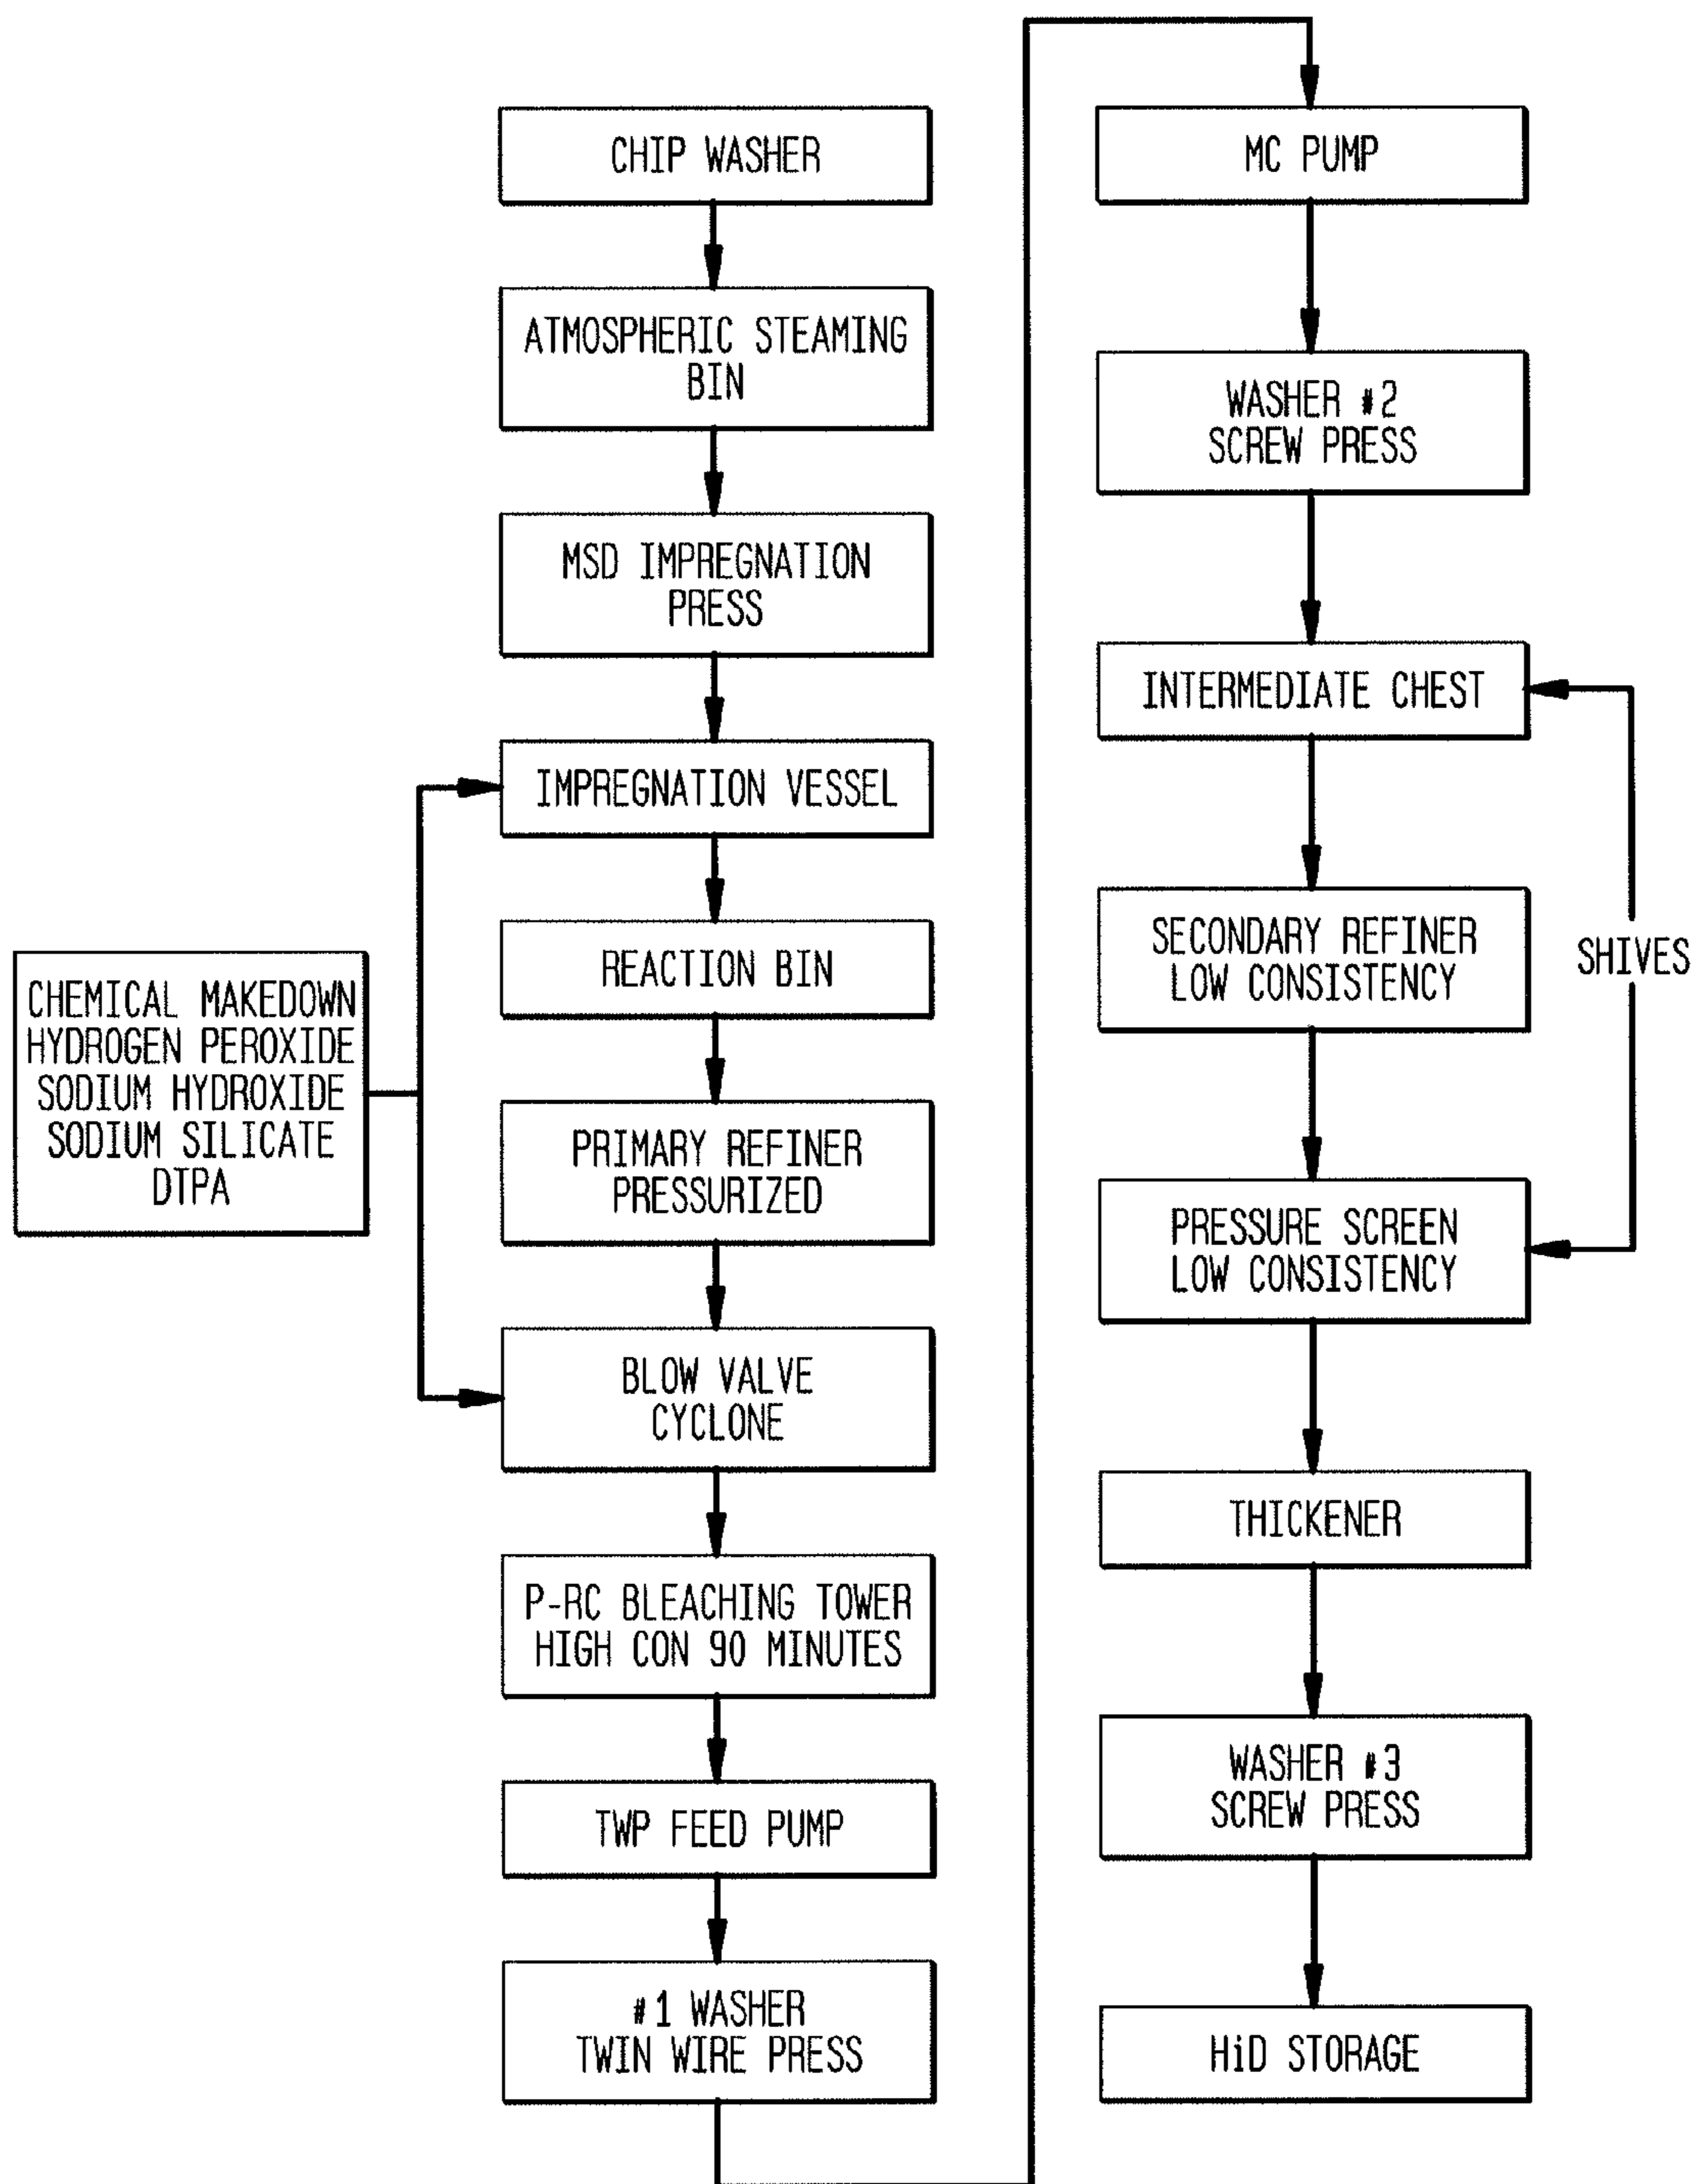 CHIP WASHER
ATMOSPHERIC STEAMING
BIN
MSD IMPREGNATION
PRESS
IMPREGNATION VESSEL
REACTION BIN
CHEMICAL MAKEDOWN
HYDROGEN PEROXIDE
SODIUM HYDROXIDE
SODIUM SILICATE
DTPA
PRIMARY REFINER
PRESSURIZED
BLOW VALVE
CYCLONE
P-RC BLEACHING TOWER
HIGH CON 90 MINUTES
TWP FEED PUMP
#1 WASHER
TWIN WIRE PRESS
MC PUMP
WASHER #2
SCREW PRESS
INTERMEDIATE CHEST
SECONDARY REFINER
LOW CONSISTENCY
SHIVES
PRESSURE SCREEN
LOW CONSISTENCY
THICKENER
WASHER #3
SCREW PRESS
HiD STORAGE